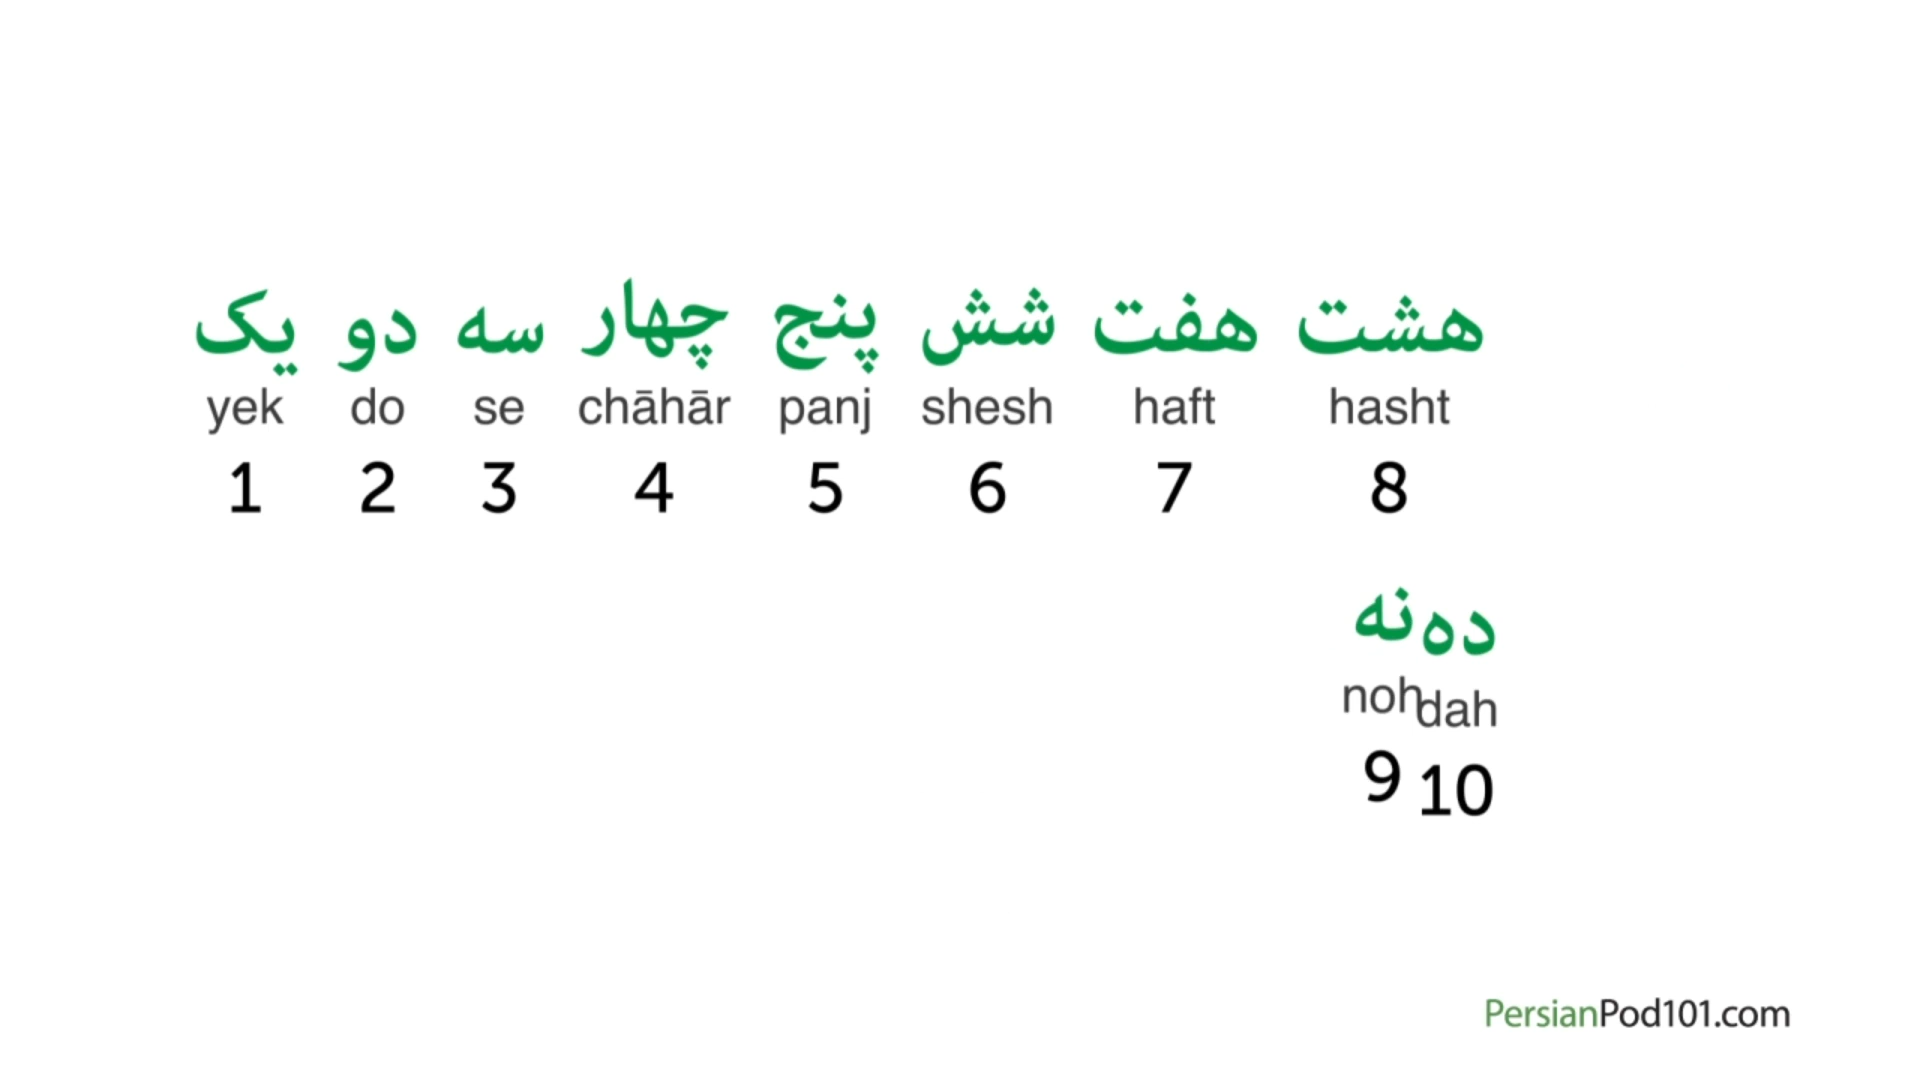 یک دو سه چهار پنج شش هفت هشت
yek do se chāhār panj shesh haft hasht
1 2 3 4 5 6 7 8
نه ده
noh dah
9 10
PersianPod101.com